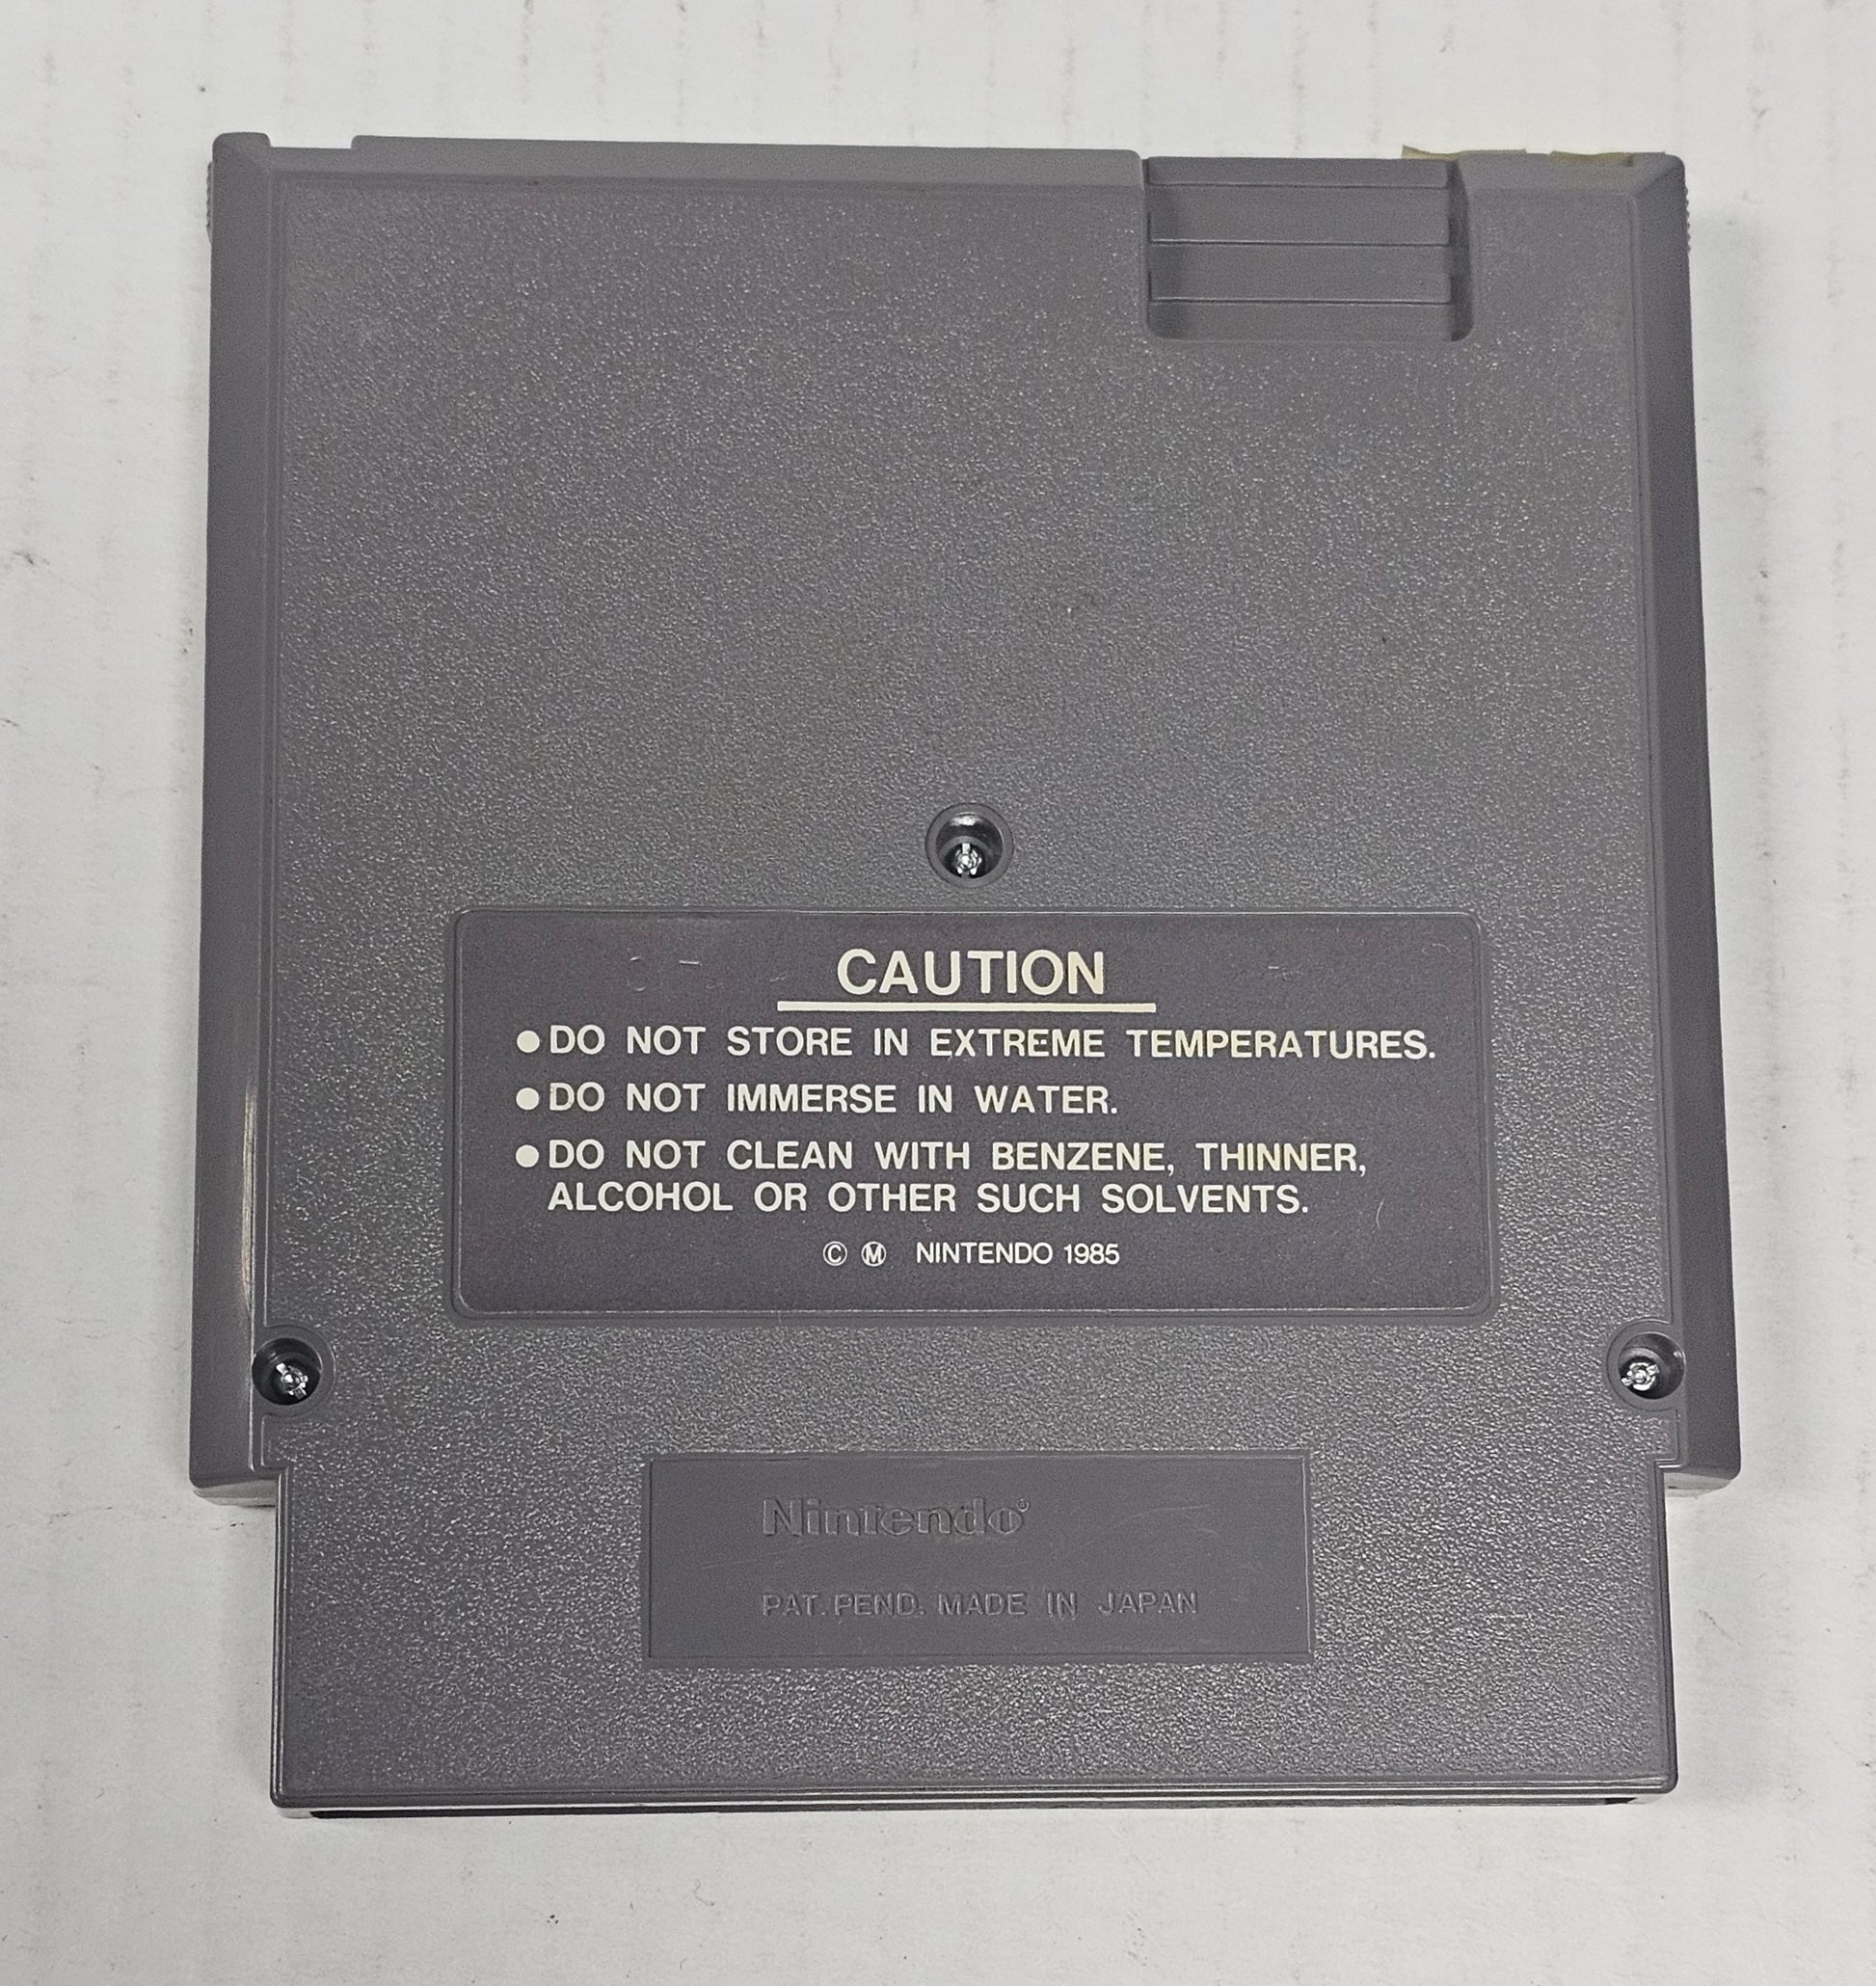 CAUTION
●DO NOT STORE IN EXTREME TEMPERATURES.
●DO NOT IMMERSE IN WATER.
●DO NOT CLEAN WITH BENZENE, THINNER,
ALCOHOL OR OTHER SUCH SOLVENTS.
© Ⓜ NINTENDO 1985
Nintendo®
PAT. PEND. MADE IN JAPAN